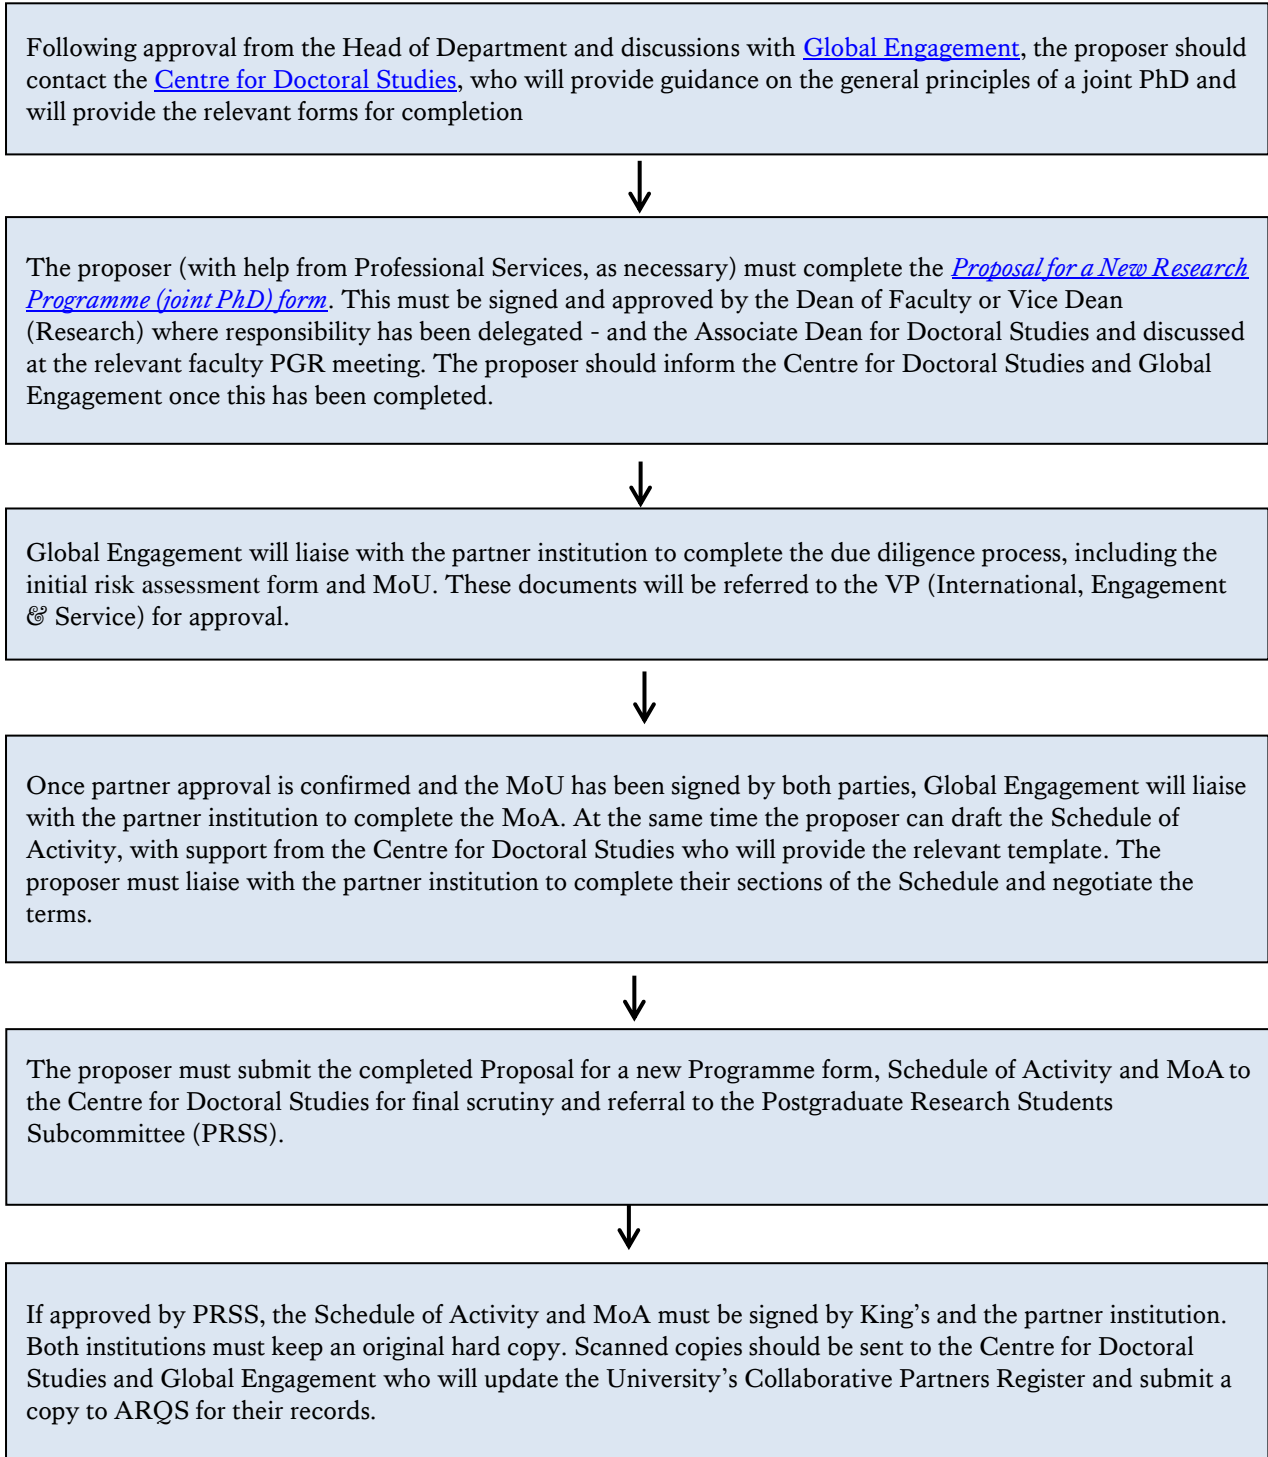 Following approval from the Head of Department and discussions with Global Engagement, the proposer should
contact the Centre for Doctoral Studies, who will provide guidance on the general principles of a joint PhD and
will provide the relevant forms for completion
The proposer (with help from Professional Services, as necessary) must complete the Proposal for a New Research
Programme (joint PhD) form. This must be signed and approved by the Dean of Faculty or Vice Dean
(Research) where responsibility has been delegated - and the Associate Dean for Doctoral Studies and discussed
at the relevant faculty PGR meeting. The proposer should inform the Centre for Doctoral Studies and Global
Engagement once this has been completed.
Global Engagement will liaise with the partner institution to complete the due diligence process, including the
initial risk assessment form and MoU. These documents will be referred to the VP (International, Engagement
& Service) for approval.
Once partner approval is confirmed and the MoU has been signed by both parties, Global Engagement will liaise
with the partner institution to complete the MoA. At the same time the proposer can draft the Schedule of
Activity, with support from the Centre for Doctoral Studies who will provide the relevant template. The
proposer must liaise with the partner institution to complete their sections of the Schedule and negotiate the
terms.
The proposer must submit the completed Proposal for a new Programme form, Schedule of Activity and MoA to
the Centre for Doctoral Studies for final scrutiny and referral to the Postgraduate Research Students
Subcommittee (PRSS).
If approved by PRSS, the Schedule of Activity and MoA must be signed by King’s and the partner institution.
Both institutions must keep an original hard copy. Scanned copies should be sent to the Centre for Doctoral
Studies and Global Engagement who will update the University’s Collaborative Partners Register and submit a
copy to ARQS for their records.